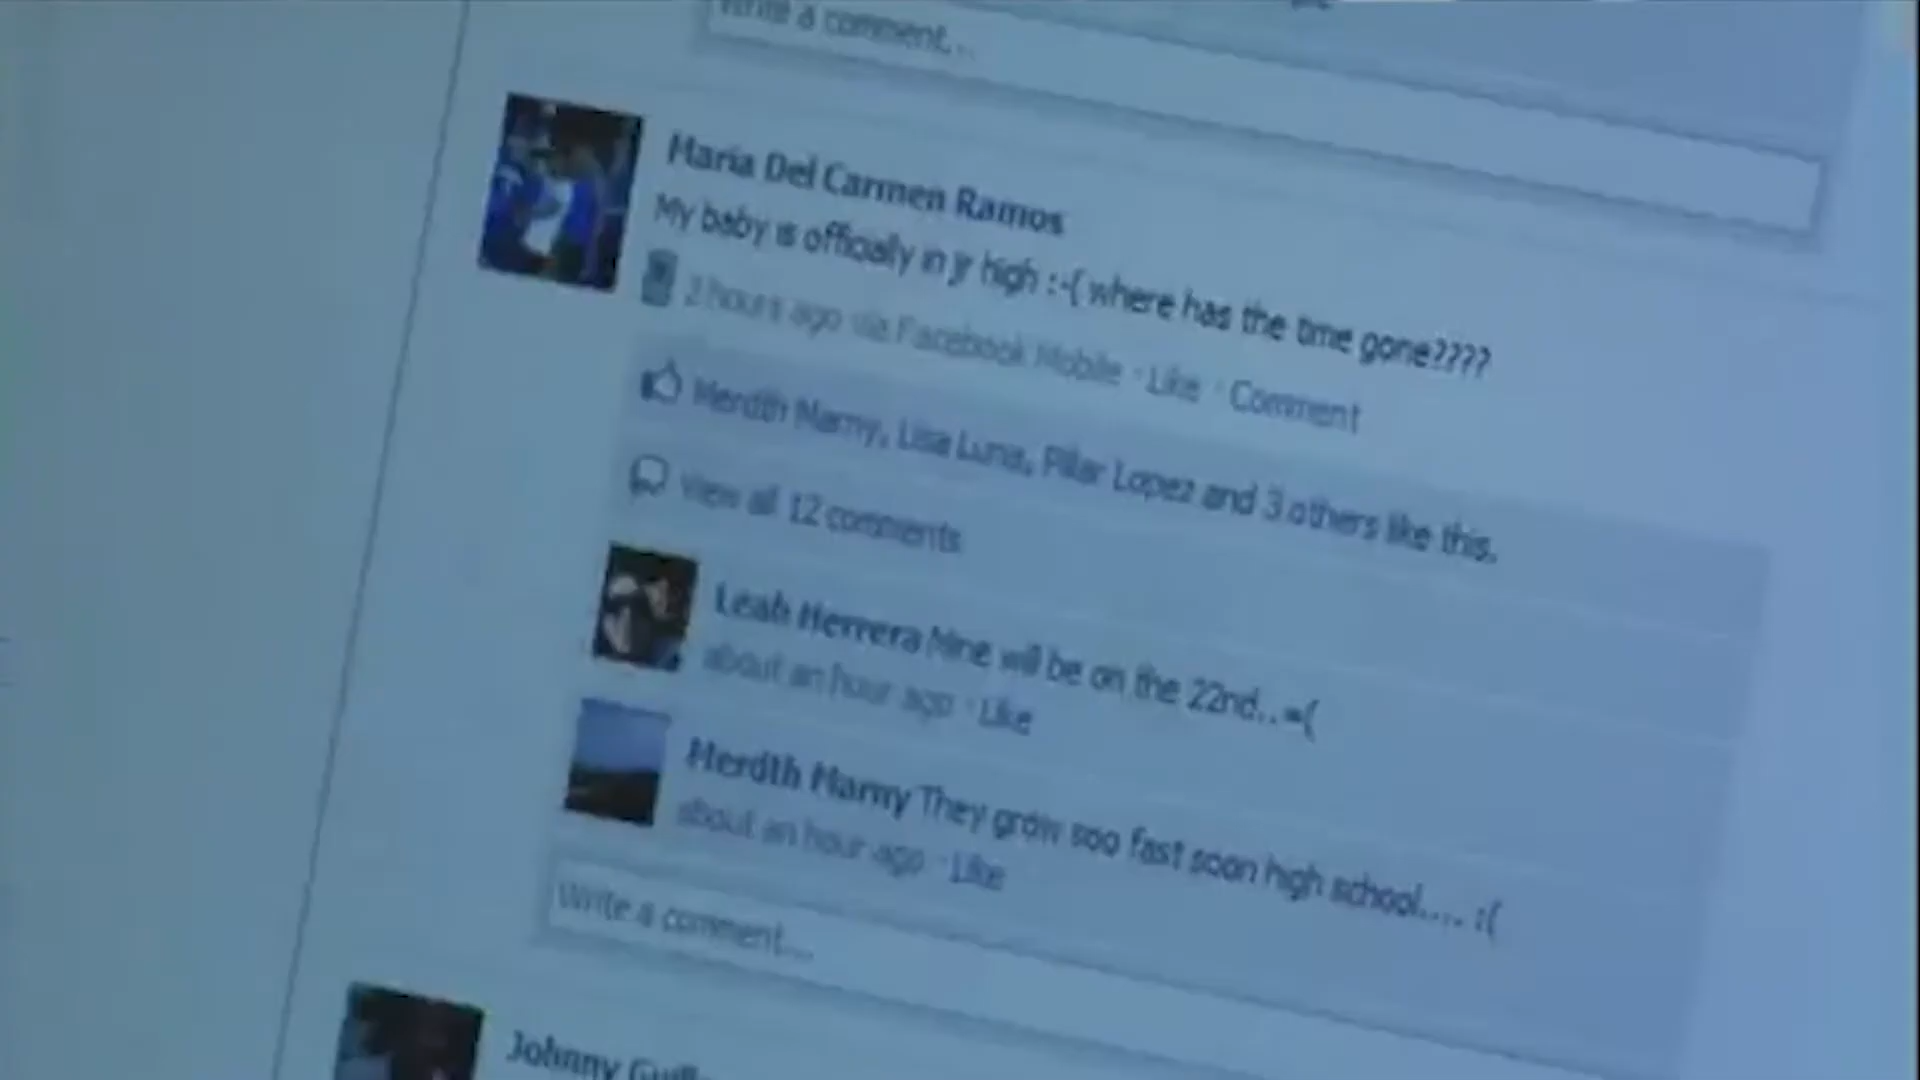 Write a comment...
Maria Del Carmen Ramos
My baby is officially in jr high :-( where has the time gone????
2 hours ago via Facebook Mobile · Like · Comment
Merdth Marny, Lisa Luna, Pillar Lopez and 3 others like this.
View all 12 comments
Leah Herrera Mine will be on the 22nd..=(
about an hour ago · Like
Merdth Marny They grow soo fast soon high school.... :(
about an hour ago · Like
Write a comment...
Johnny